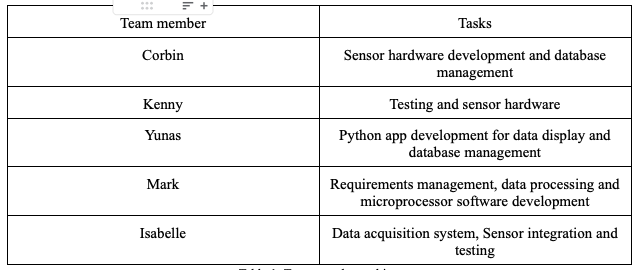 Team member
Tasks
Corbin
Sensor hardware development and database
management
Kenny
Testing and sensor hardware
Yunas
Python app development for data display and
database management
Mark
Requirements management, data processing and
microprocessor software development
Isabelle
Data acquisition system, Sensor integration and
testing